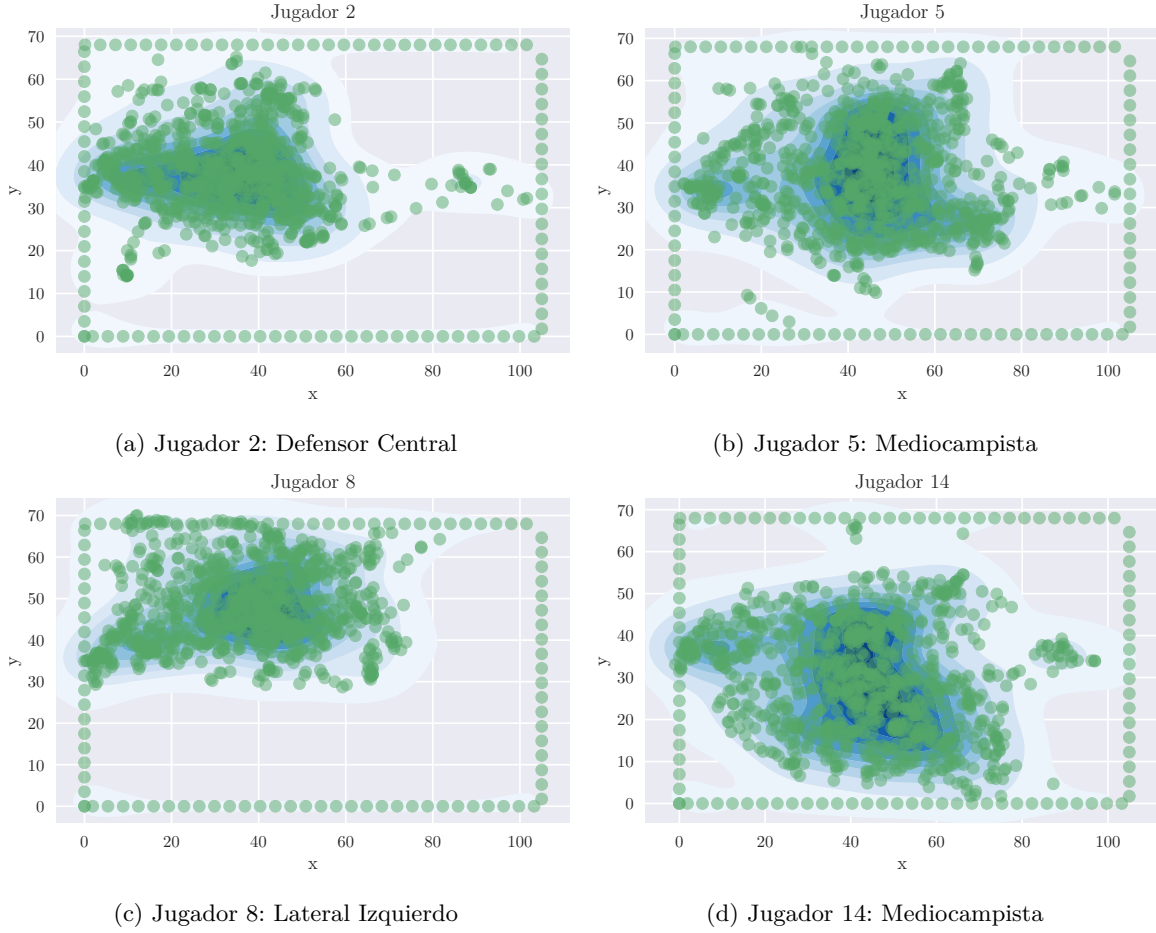 Jugador 2
70
60
50
40
30
20
10
0
y
0 20 40 60 80 100
x
(a) Jugador 2: Defensor Central
Jugador 5
70
60
50
40
30
20
10
0
y
0 20 40 60 80 100
x
(b) Jugador 5: Mediocampista
Jugador 8
70
60
50
40
30
20
10
0
y
0 20 40 60 80 100
x
(c) Jugador 8: Lateral Izquierdo
Jugador 14
70
60
50
40
30
20
10
0
y
0 20 40 60 80 100
x
(d) Jugador 14: Mediocampista